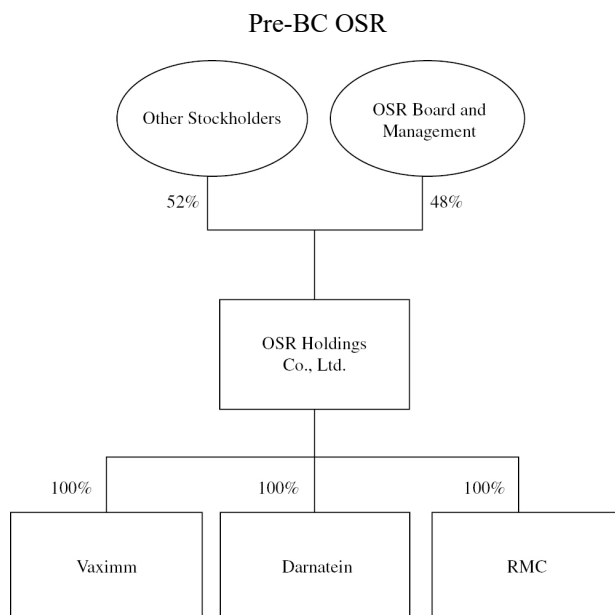 Pre-BC OSR
Other Stockholders
OSR Board and
Management
52%
48%
OSR Holdings
Co., Ltd.
100%
100%
100%
Vaximm
Darnatein
RMC